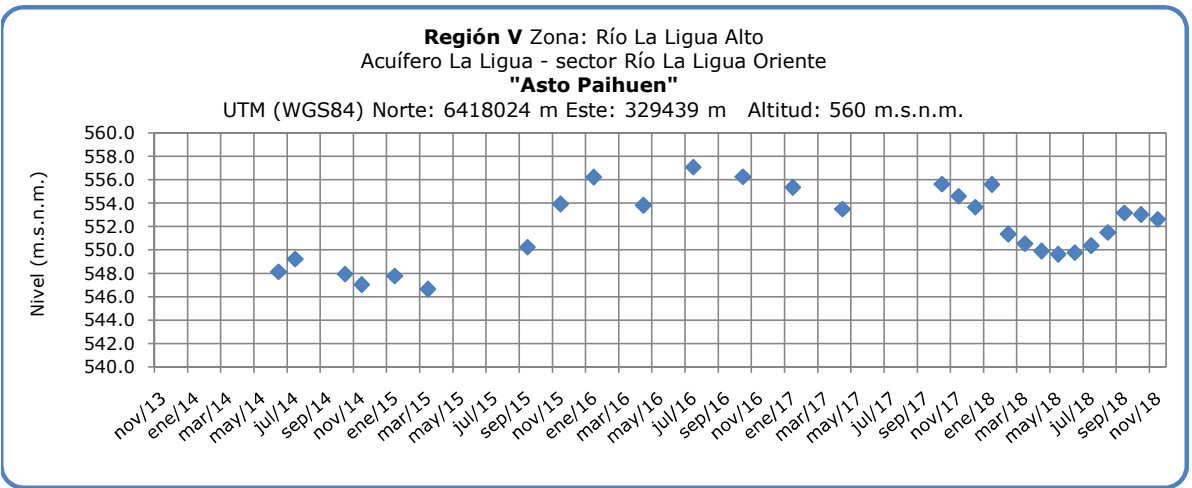 Región V Zona: Río La Ligua Alto
Acuífero La Ligua - sector Río La Ligua Oriente
"Asto Paihuen"
UTM (WGS84) Norte: 6418024 m Este: 329439 m Altitud: 560 m.s.n.m.
Nivel (m.s.n.m.)
560.0
558.0
556.0
554.0
552.0
550.0
548.0
546.0
544.0
542.0
540.0
nov/13
ene/14
mar/14
may/14
jul/14
sep/14
nov/14
ene/15
mar/15
may/15
jul/15
sep/15
nov/15
ene/16
mar/16
may/16
jul/16
sep/16
nov/16
ene/17
mar/17
may/17
jul/17
sep/17
nov/17
ene/18
mar/18
may/18
jul/18
sep/18
nov/18